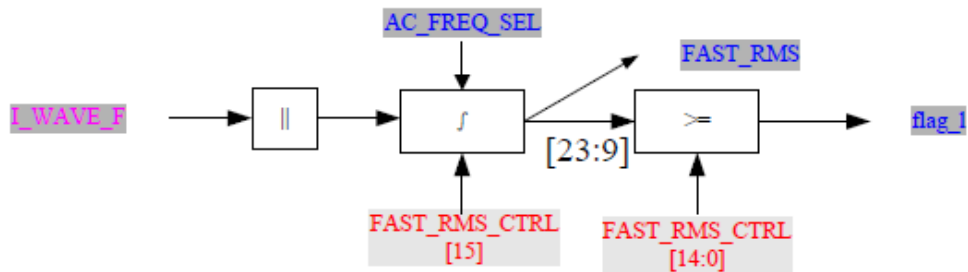 AC_FREQ_SEL
FAST_RMS
I_WAVE_F
||
∫
>=
flag_1
[23:9]
FAST_RMS_CTRL
[15]
FAST_RMS_CTRL
[14:0]